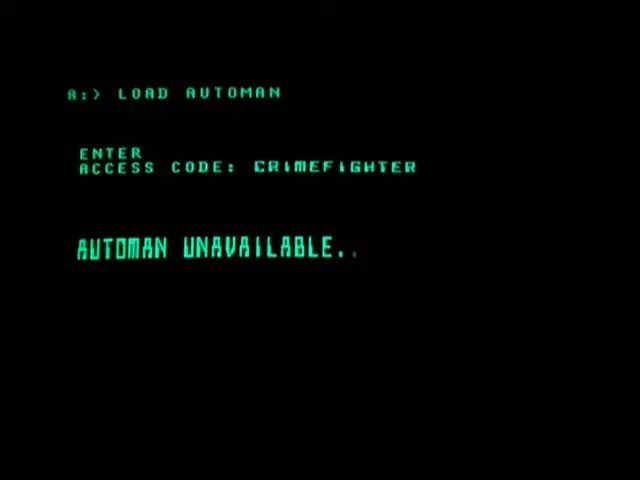 A:> LOAD AUTOMAN
ENTER
ACCESS CODE: CRIMEFIGHTER
AUTOMAN UNAVAILABLE..